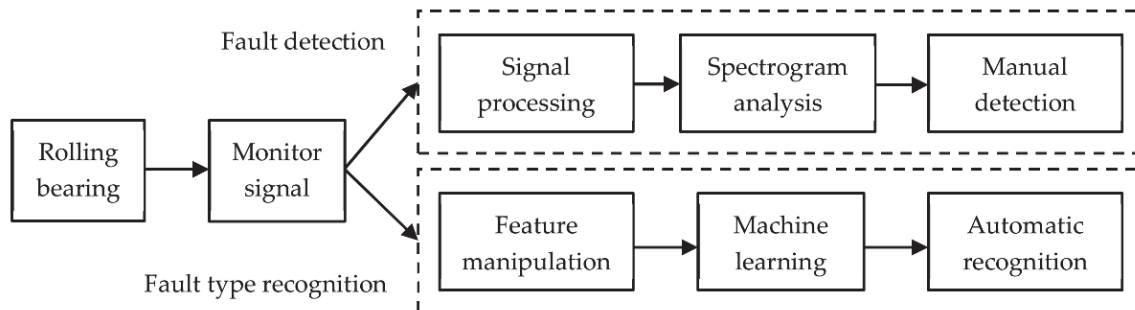 Fault detection
Signal
processing
Spectrogram
analysis
Manual
detection
Rolling
bearing
Monitor
signal
Feature
manipulation
Machine
learning
Automatic
recognition
Fault type recognition